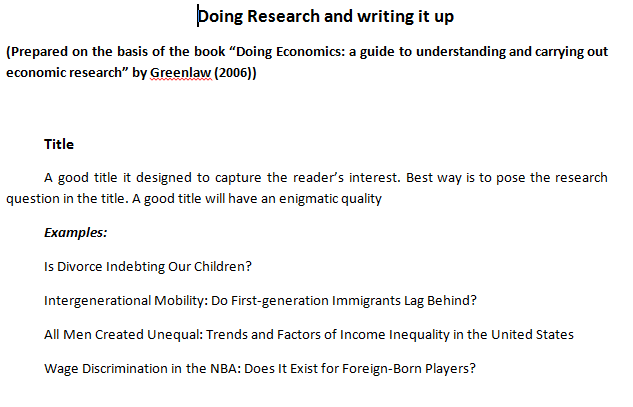 Doing Research and writing it up
(Prepared on the basis of the book “Doing Economics: a guide to understanding and carrying out
economic research” by Greenlaw (2006))
Title
A good title it designed to capture the reader’s interest. Best way is to pose the research
question in the title. A good title will have an enigmatic quality
Examples:
Is Divorce Indebting Our Children?
Intergenerational Mobility: Do First-generation Immigrants Lag Behind?
All Men Created Unequal: Trends and Factors of Income Inequality in the United States
Wage Discrimination in the NBA: Does It Exist for Foreign-Born Players?